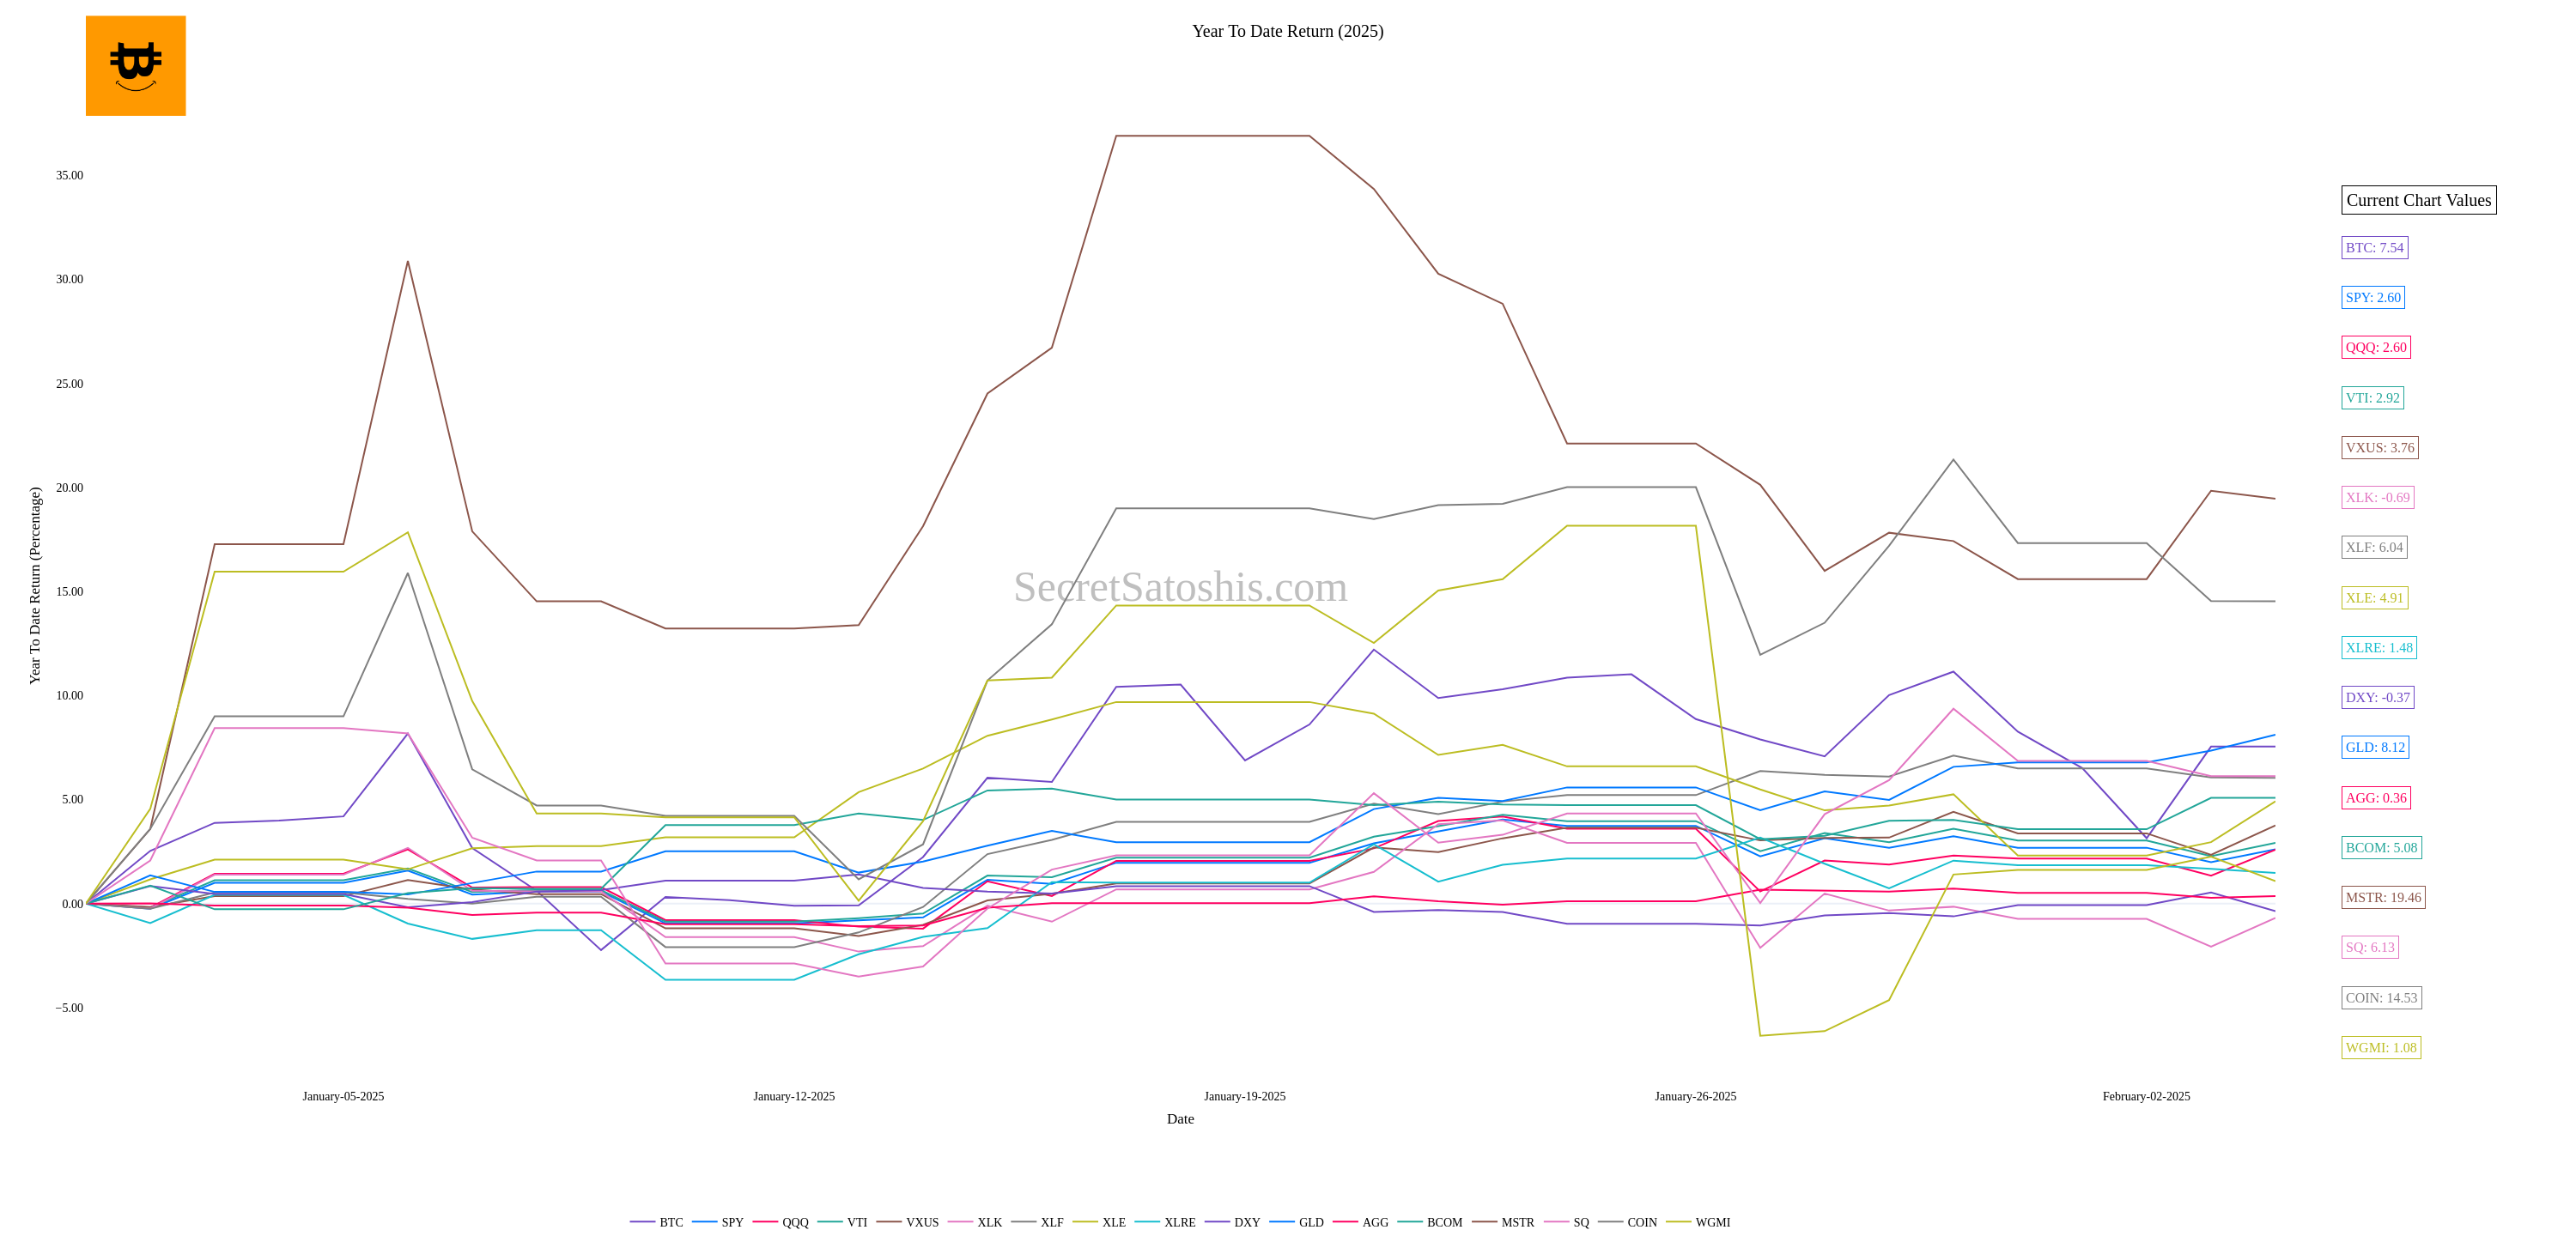 Year To Date Return (2025)
35.00
30.00
25.00
20.00
15.00
10.00
5.00
0.00
−5.00
Year To Date Return (Percentage)
SecretSatoshis.com
January-05-2025
January-12-2025
January-19-2025
January-26-2025
February-02-2025
Date
Current Chart Values
BTC: 7.54
SPY: 2.60
QQQ: 2.60
VTI: 2.92
VXUS: 3.76
XLK: -0.69
XLF: 6.04
XLE: 4.91
XLRE: 1.48
DXY: -0.37
GLD: 8.12
AGG: 0.36
BCOM: 5.08
MSTR: 19.46
SQ: 6.13
COIN: 14.53
WGMI: 1.08
BTC SPY QQQ VTI VXUS XLK XLF XLE XLRE DXY GLD AGG BCOM MSTR SQ COIN WGMI